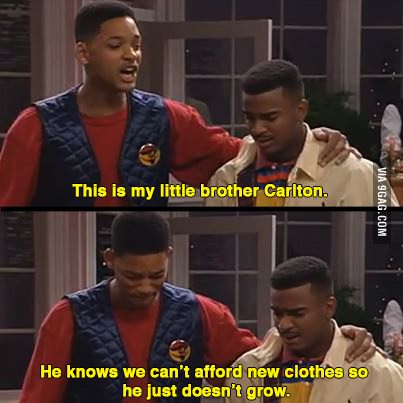 This is my little brother Carlton.
VIA 9GAG.COM
He knows we can't afford new clothes so
he just doesn't grow.